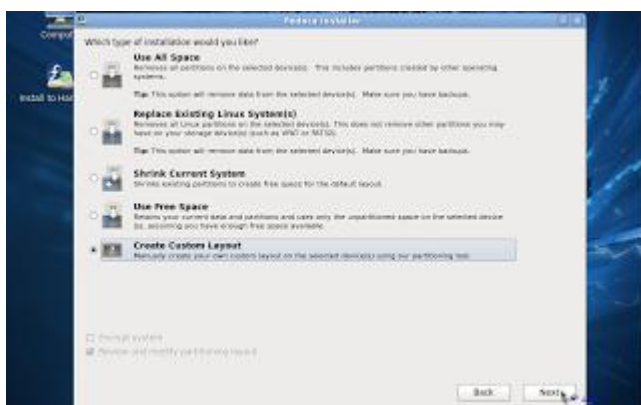 Fedora Installer
Comput
Install to Har
Which type of installation would you like?
Use All Space
Removes all partitions on the selected device(s). This includes partitions created by other operating
systems.
Tip: This option will remove data from the selected device(s). Make sure you have backups.
Replace Existing Linux System(s)
Removes all Linux partitions on the selected device(s). This does not remove other partitions you may
have on your storage device(s) (such as VFAT or FAT32).
Tip: This option will remove data from the selected device(s). Make sure you have backups.
Shrink Current System
Shrinks existing partitions to create free space for the default layout.
Use Free Space
Retains your current data and partitions and uses only the unpartitioned space on the selected device
(s), assuming you have enough free space available.
Create Custom Layout
Manually create your own custom layout on the selected device(s) using our partitioning tool.
Encrypt system
Review and modify partitioning layout
Back
Next